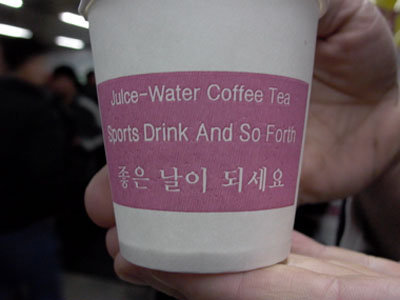 Juice-Water Coffee Tea
Sports Drink And So Forth
좋은 날이 되세요